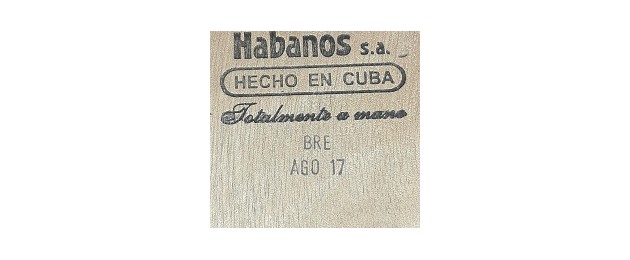 Habanos s.a.
HECHO EN CUBA
Totalmente a mano
BRE
AGO 17